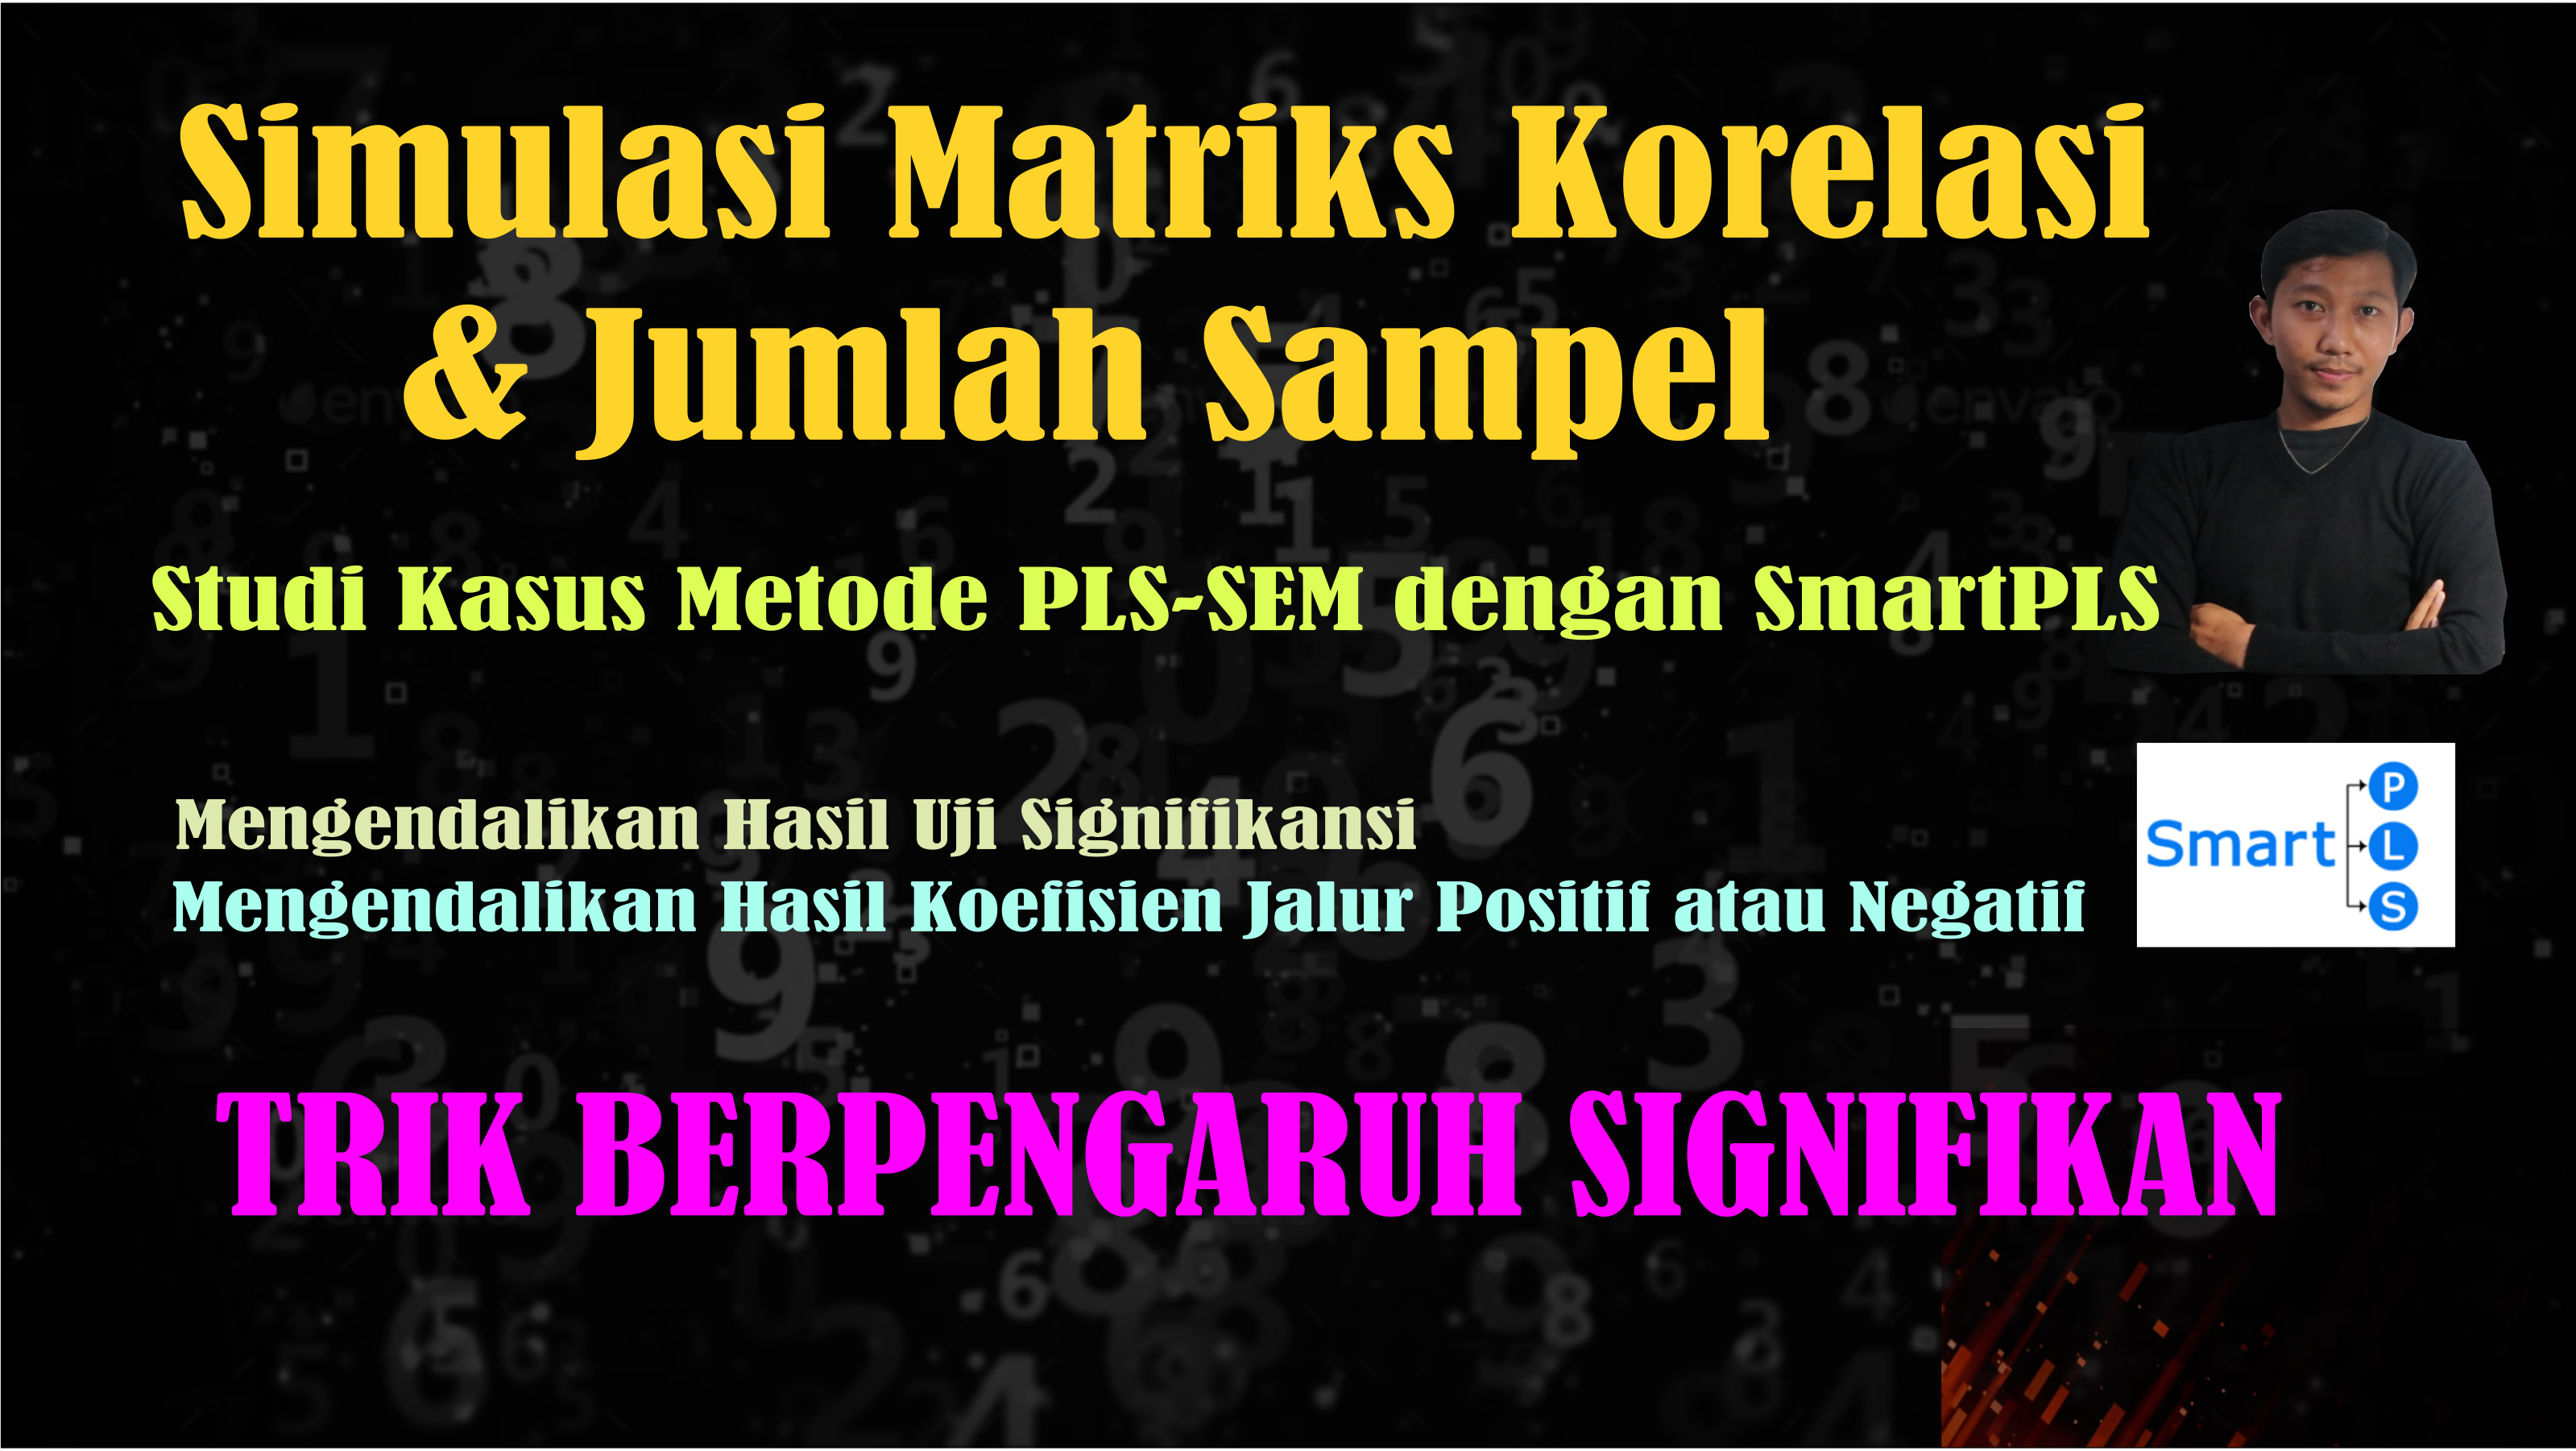 Simulasi Matriks Korelasi
& Jumlah Sampel
Studi Kasus Metode PLS-SEM dengan SmartPLS
Mengendalikan Hasil Uji Signifikansi
Mengendalikan Hasil Koefisien Jalur Positif atau Negatif
Smart P L S
TRIK BERPENGARUH SIGNIFIKAN